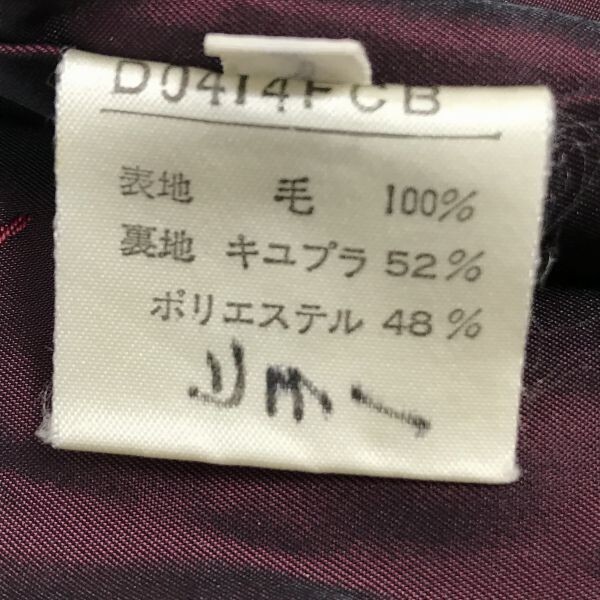 D0414FCB
表地 毛 100%
裏地 キユプラ 52%
ポリエステル 48%